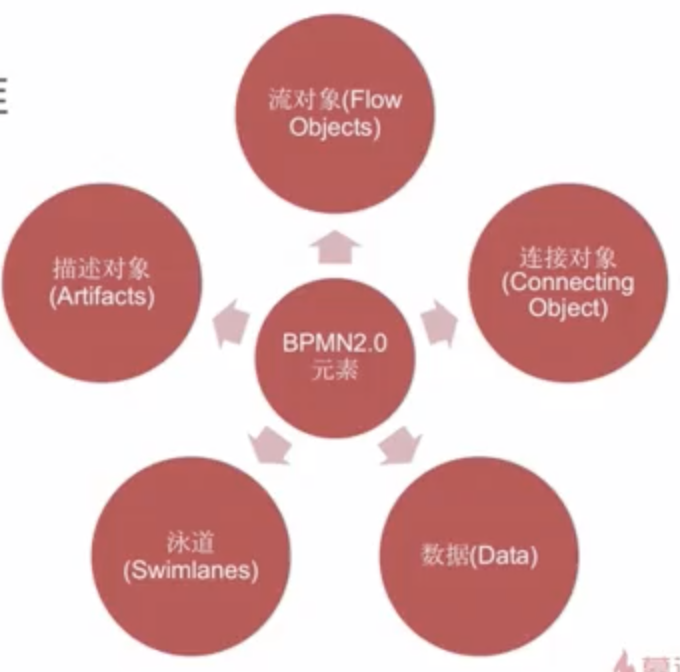 流对象(Flow
Objects)
描述对象
(Artifacts)
连接对象
(Connecting
Object)
BPMN2.0
元素
泳道
(Swimlanes)
数据(Data)